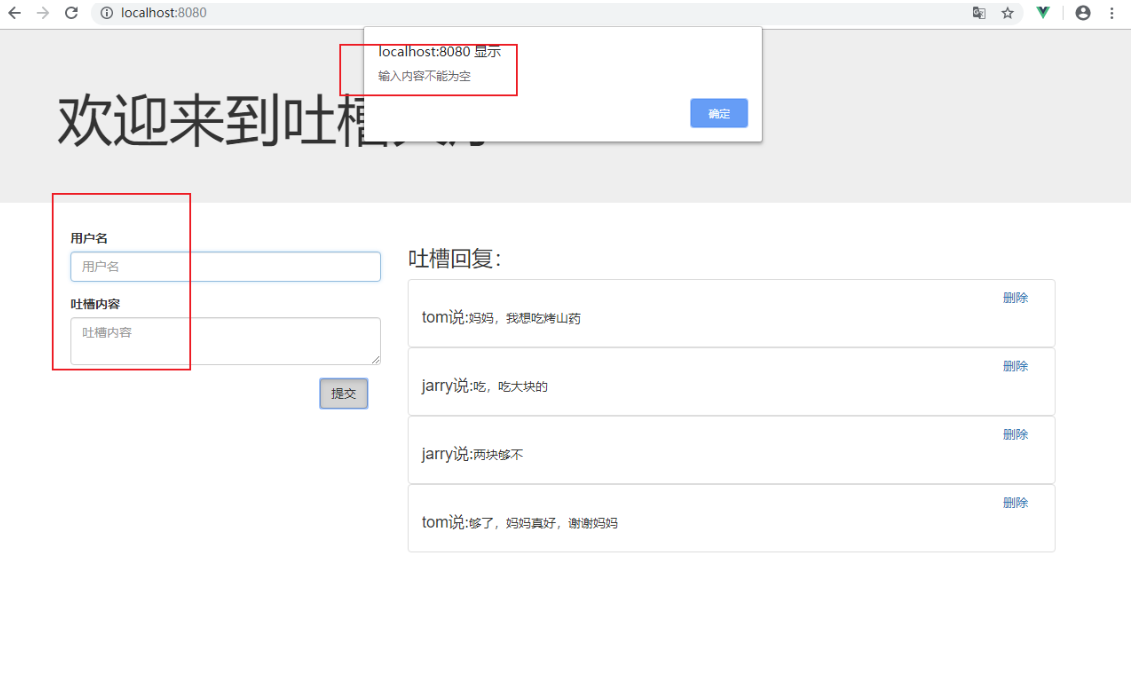 localhost:8080
localhost:8080 显示
输入内容不能为空
确定
欢迎来到吐槽
用户名
用户名
吐槽内容
吐槽内容
提交
吐槽回复：
删除
tom说:妈妈，我想吃烤山药
删除
jarry说:吃，吃大块的
删除
jarry说:两块够不
删除
tom说:够了，妈妈真好，谢谢妈妈